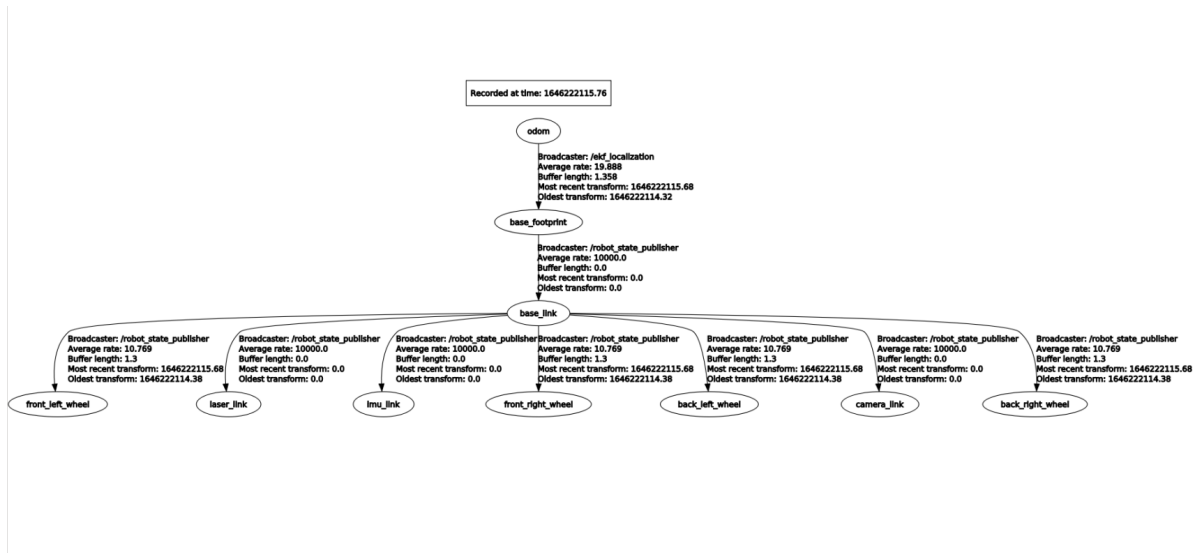 Recorded at time: 1646222115.76
odom
Broadcaster: /ekf_localization
Average rate: 19.888
Buffer length: 1.358
Most recent transform: 1646222115.68
Oldest transform: 1646222114.32
base_footprint
Broadcaster: /robot_state_publisher
Average rate: 10000.0
Buffer length: 0.0
Most recent transform: 0.0
Oldest transform: 0.0
base_link
Broadcaster: /robot_state_publisher
Average rate: 10.769
Buffer length: 1.3
Most recent transform: 1646222115.68
Oldest transform: 1646222114.38
front_left_wheel
Broadcaster: /robot_state_publisher
Average rate: 10000.0
Buffer length: 0.0
Most recent transform: 0.0
Oldest transform: 0.0
laser_link
Broadcaster: /robot_state_publisher
Average rate: 10000.0
Buffer length: 0.0
Most recent transform: 0.0
Oldest transform: 0.0
imu_link
Broadcaster: /robot_state_publisher
Average rate: 10.769
Buffer length: 1.3
Most recent transform: 1646222115.68
Oldest transform: 1646222114.38
front_right_wheel
Broadcaster: /robot_state_publisher
Average rate: 10.769
Buffer length: 1.3
Most recent transform: 1646222115.68
Oldest transform: 1646222114.38
back_left_wheel
Broadcaster: /robot_state_publisher
Average rate: 10000.0
Buffer length: 0.0
Most recent transform: 0.0
Oldest transform: 0.0
camera_link
Broadcaster: /robot_state_publisher
Average rate: 10.769
Buffer length: 1.3
Most recent transform: 1646222115.68
Oldest transform: 1646222114.38
back_right_wheel